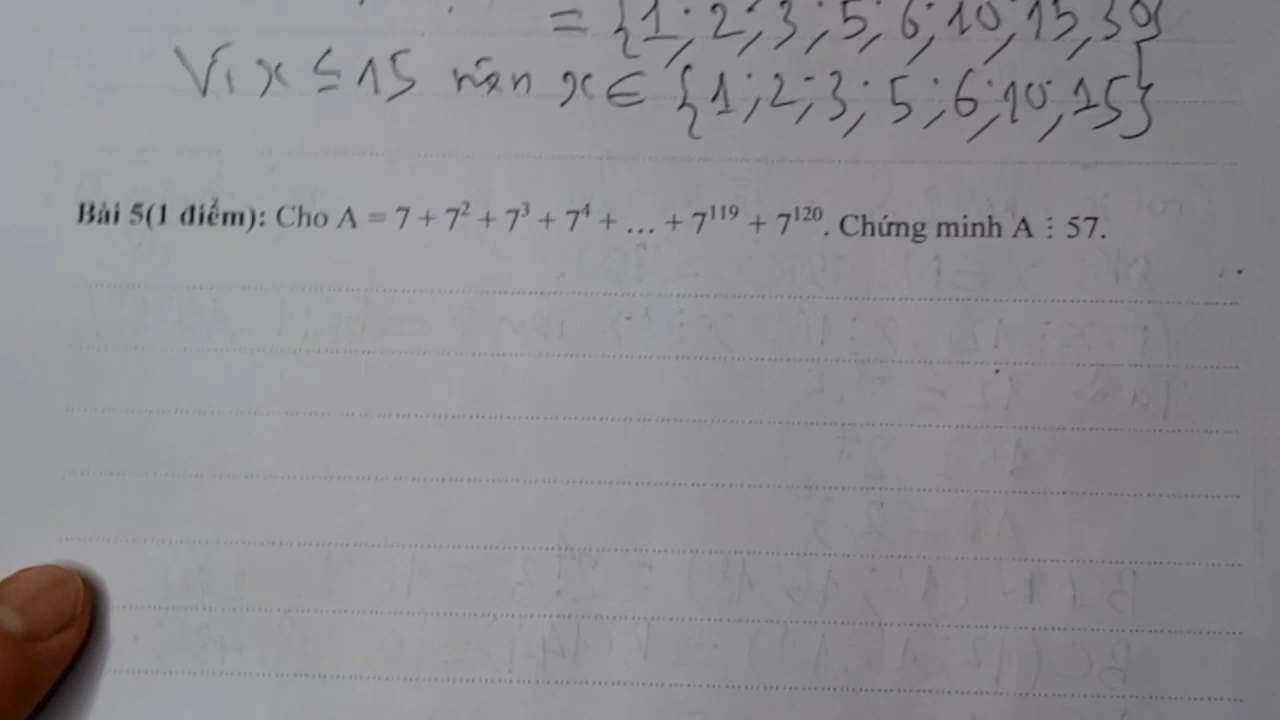 = {1;2;3;5;6;10;15;30}
Vì x ≤ 15 nên x ∈ {1;2;3;5;6;10;15}
Bài 5(1 điểm): Cho A = 7 + 7² + 7³ + 7⁴ + ... + 7¹¹⁹ + 7¹²⁰. Chứng minh A ⋮ 57.